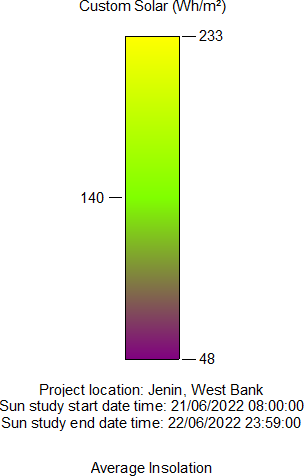 Custom Solar (Wh/m²)
233
140
48
Project location: Jenin, West Bank
Sun study start date time: 21/06/2022 08:00:00
Sun study end date time: 22/06/2022 23:59:00
Average Insolation